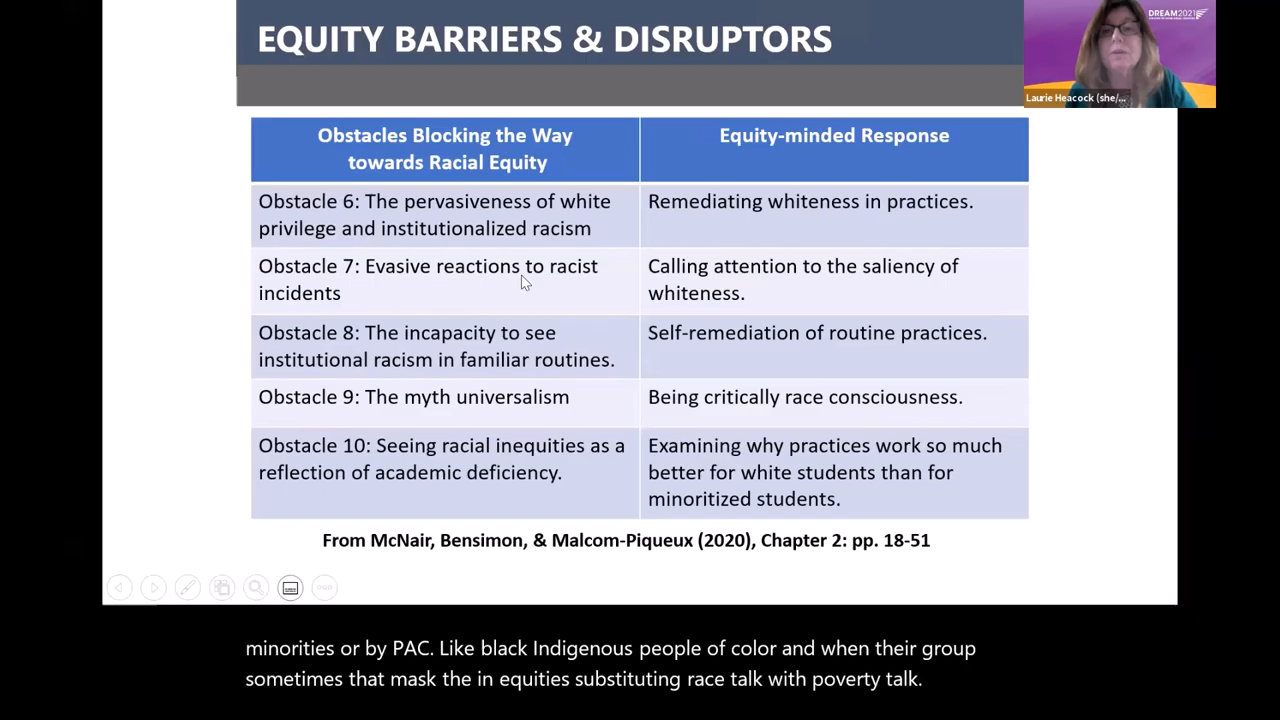 EQUITY BARRIERS & DISRUPTORS
DREAM2021
Laurie Heacock (she/...
Obstacles Blocking the Way
towards Racial Equity
Equity-minded Response
Obstacle 6: The pervasiveness of white
privilege and institutionalized racism
Remediating whiteness in practices.
Obstacle 7: Evasive reactions to racist
incidents
Calling attention to the saliency of
whiteness.
Obstacle 8: The incapacity to see
institutional racism in familiar routines.
Self-remediation of routine practices.
Obstacle 9: The myth universalism
Being critically race consciousness.
Obstacle 10: Seeing racial inequities as a
reflection of academic deficiency.
Examining why practices work so much
better for white students than for
minoritized students.
From McNair, Bensimon, & Malcom-Piqueux (2020), Chapter 2: pp. 18-51
minorities or by PAC. Like black Indigenous people of color and when their group
sometimes that mask the in equities substituting race talk with poverty talk.